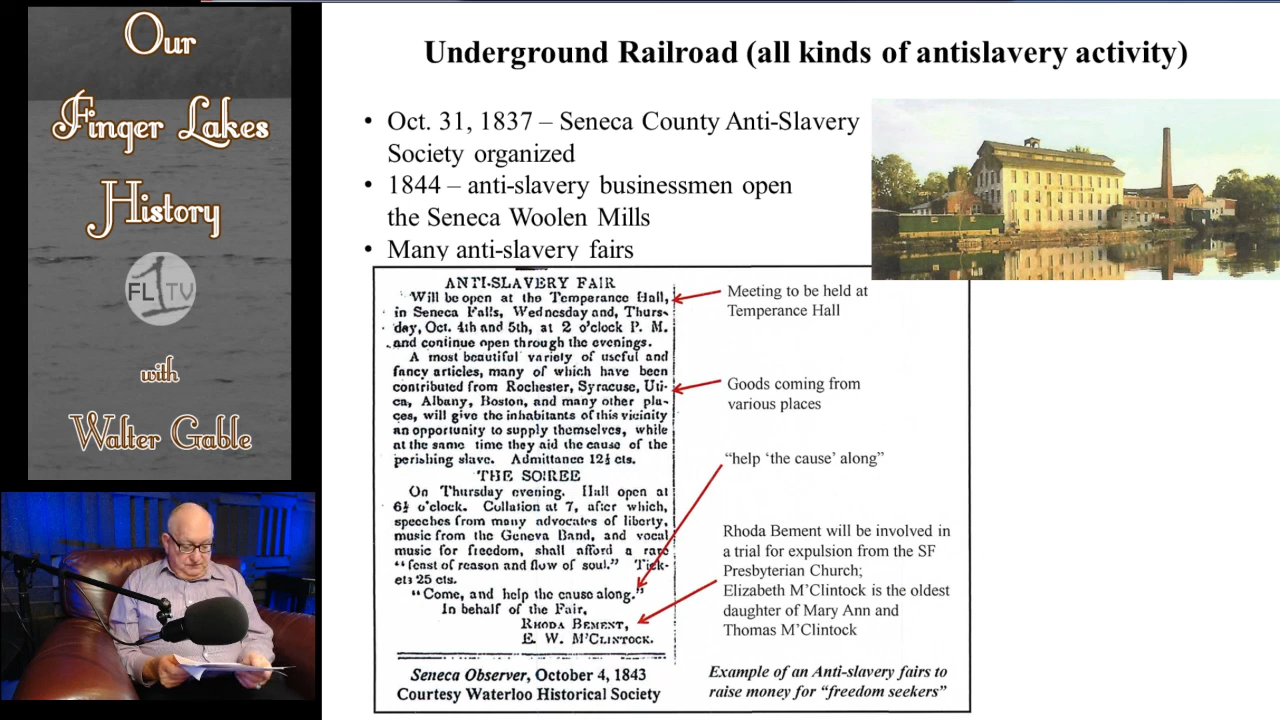 Our
Finger Lakes
History
FL1TV
with
Walter Gable
Underground Railroad (all kinds of antislavery activity)
• Oct. 31, 1837 – Seneca County Anti-Slavery
Society organized
• 1844 – anti-slavery businessmen open
the Seneca Woolen Mills
• Many anti-slavery fairs
ANTI-SLAVERY FAIR
Will be open at the Temperance Hall,
in Seneca Falls, Wednesday and, Thurs-
day, Oct. 4th and 5th, at 2 o'clock P. M.
and continue open through the evenings.
A most beautiful variety of useful and
fancy articles, many of which have been
contributed from Rochester, Syracuse, Uti-
ca, Albany, Boston, and many other pla-
ces, will give the inhabitants of this vicinity
an opportunity to supply themselves, while
at the same time they aid the cause of the
perishing slave. Admittance 12½ cts.
THE SOIREE
On Thursday evening. Hall open at
6½ o'clock. Collation at 7, after which,
speeches from many advocates of liberty,
music from the Geneva Band, and vocal
music for freedom, shall afford a rare
"feast of reason and flow of soul." Tick-
ets 25 cts.
"Come, and help the cause along."
In behalf of the Fair,
RHODA BEMENT,
E. W. M'CLINTOCK.
Seneca Observer, October 4, 1843
Courtesy Waterloo Historical Society
Meeting to be held at
Temperance Hall
Goods coming from
various places
"help 'the cause' along"
Rhoda Bement will be involved in
a trial for expulsion from the SF
Presbyterian Church;
Elizabeth M'Clintock is the oldest
daughter of Mary Ann and
Thomas M'Clintock
Example of an Anti-slavery fairs to
raise money for "freedom seekers"